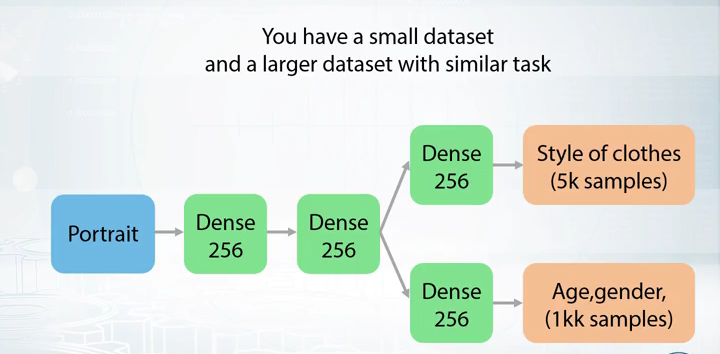 You have a small dataset
and a larger dataset with similar task
Portrait
Dense
256
Dense
256
Dense
256
Style of clothes
(5k samples)
Dense
256
Age,gender,
(1kk samples)